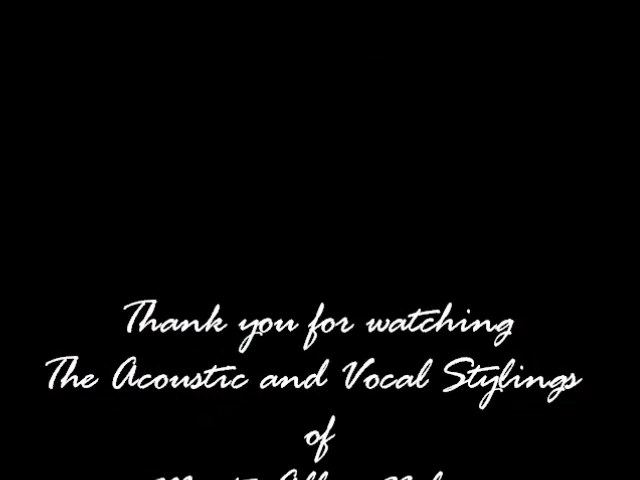 Thank you for watching
The Acoustic and Vocal Stylings
of